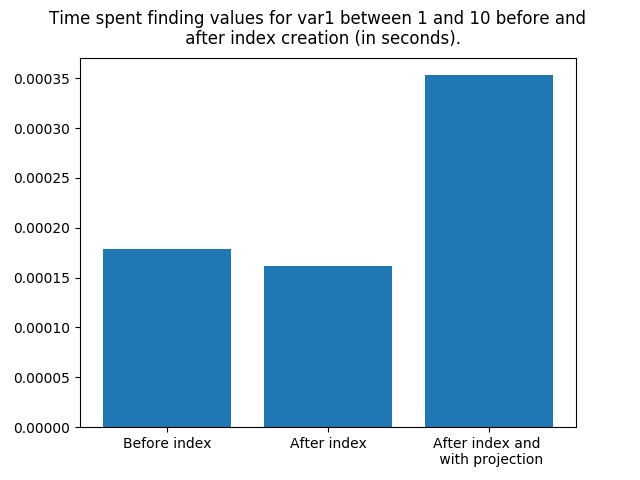 Time spent finding values for var1 between 1 and 10 before and
after index creation (in seconds).
0.00035
0.00030
0.00025
0.00020
0.00015
0.00010
0.00005
0.00000
Before index
After index
After index and
with projection